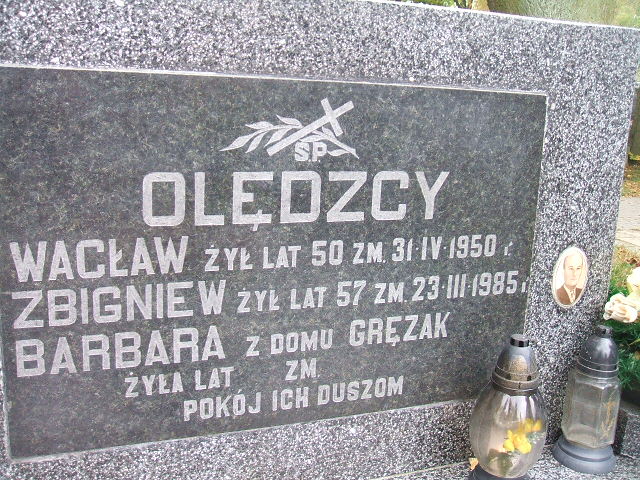 ŚP.
OLĘDZCY
WACŁAW ŻYŁ LAT 50 ZM. 31·IV·1950 r.
ZBIGNIEW ŻYŁ LAT 57 ZM. 23·III·1985 r.
BARBARA Z DOMU GRĘZAK
ŻYŁA LAT ZM.
POKÓJ ICH DUSZOM